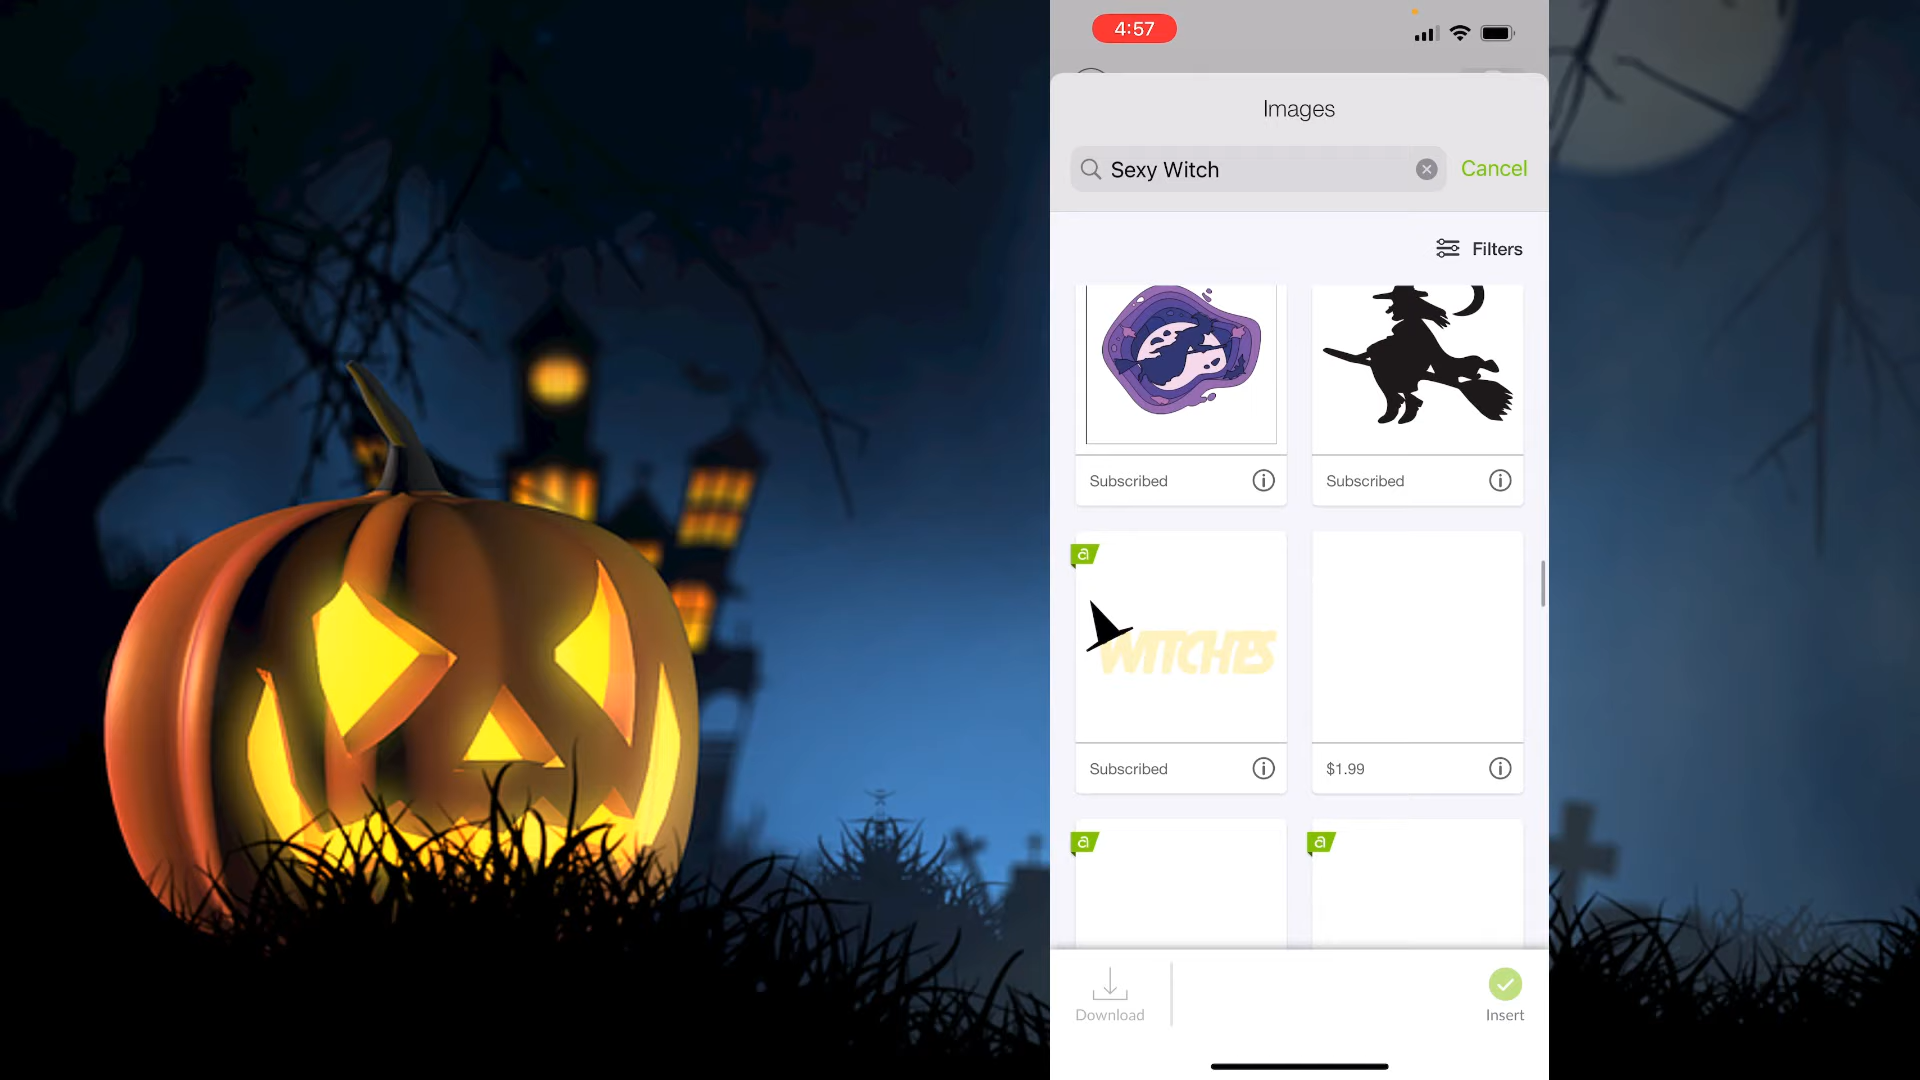 4:57
Images
Sexy Witch
Cancel
Filters
Subscribed
Subscribed
a
WITCHES
Subscribed
$1.99
a
a
Download
Insert